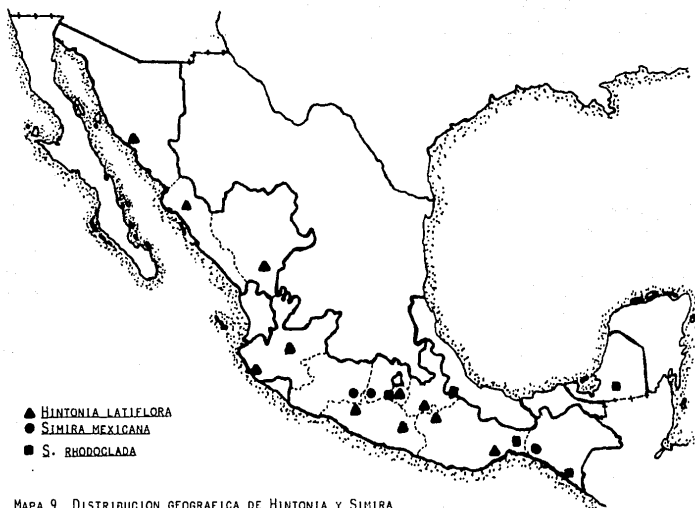 ▲ HINTONIA LATIFLORA
● SIMIRA MEXICANA
■ S. RHODOCLADA
MAPA 9. DISTRIBUCION GEOGRAFICA DE HINTONIA Y SIMIRA